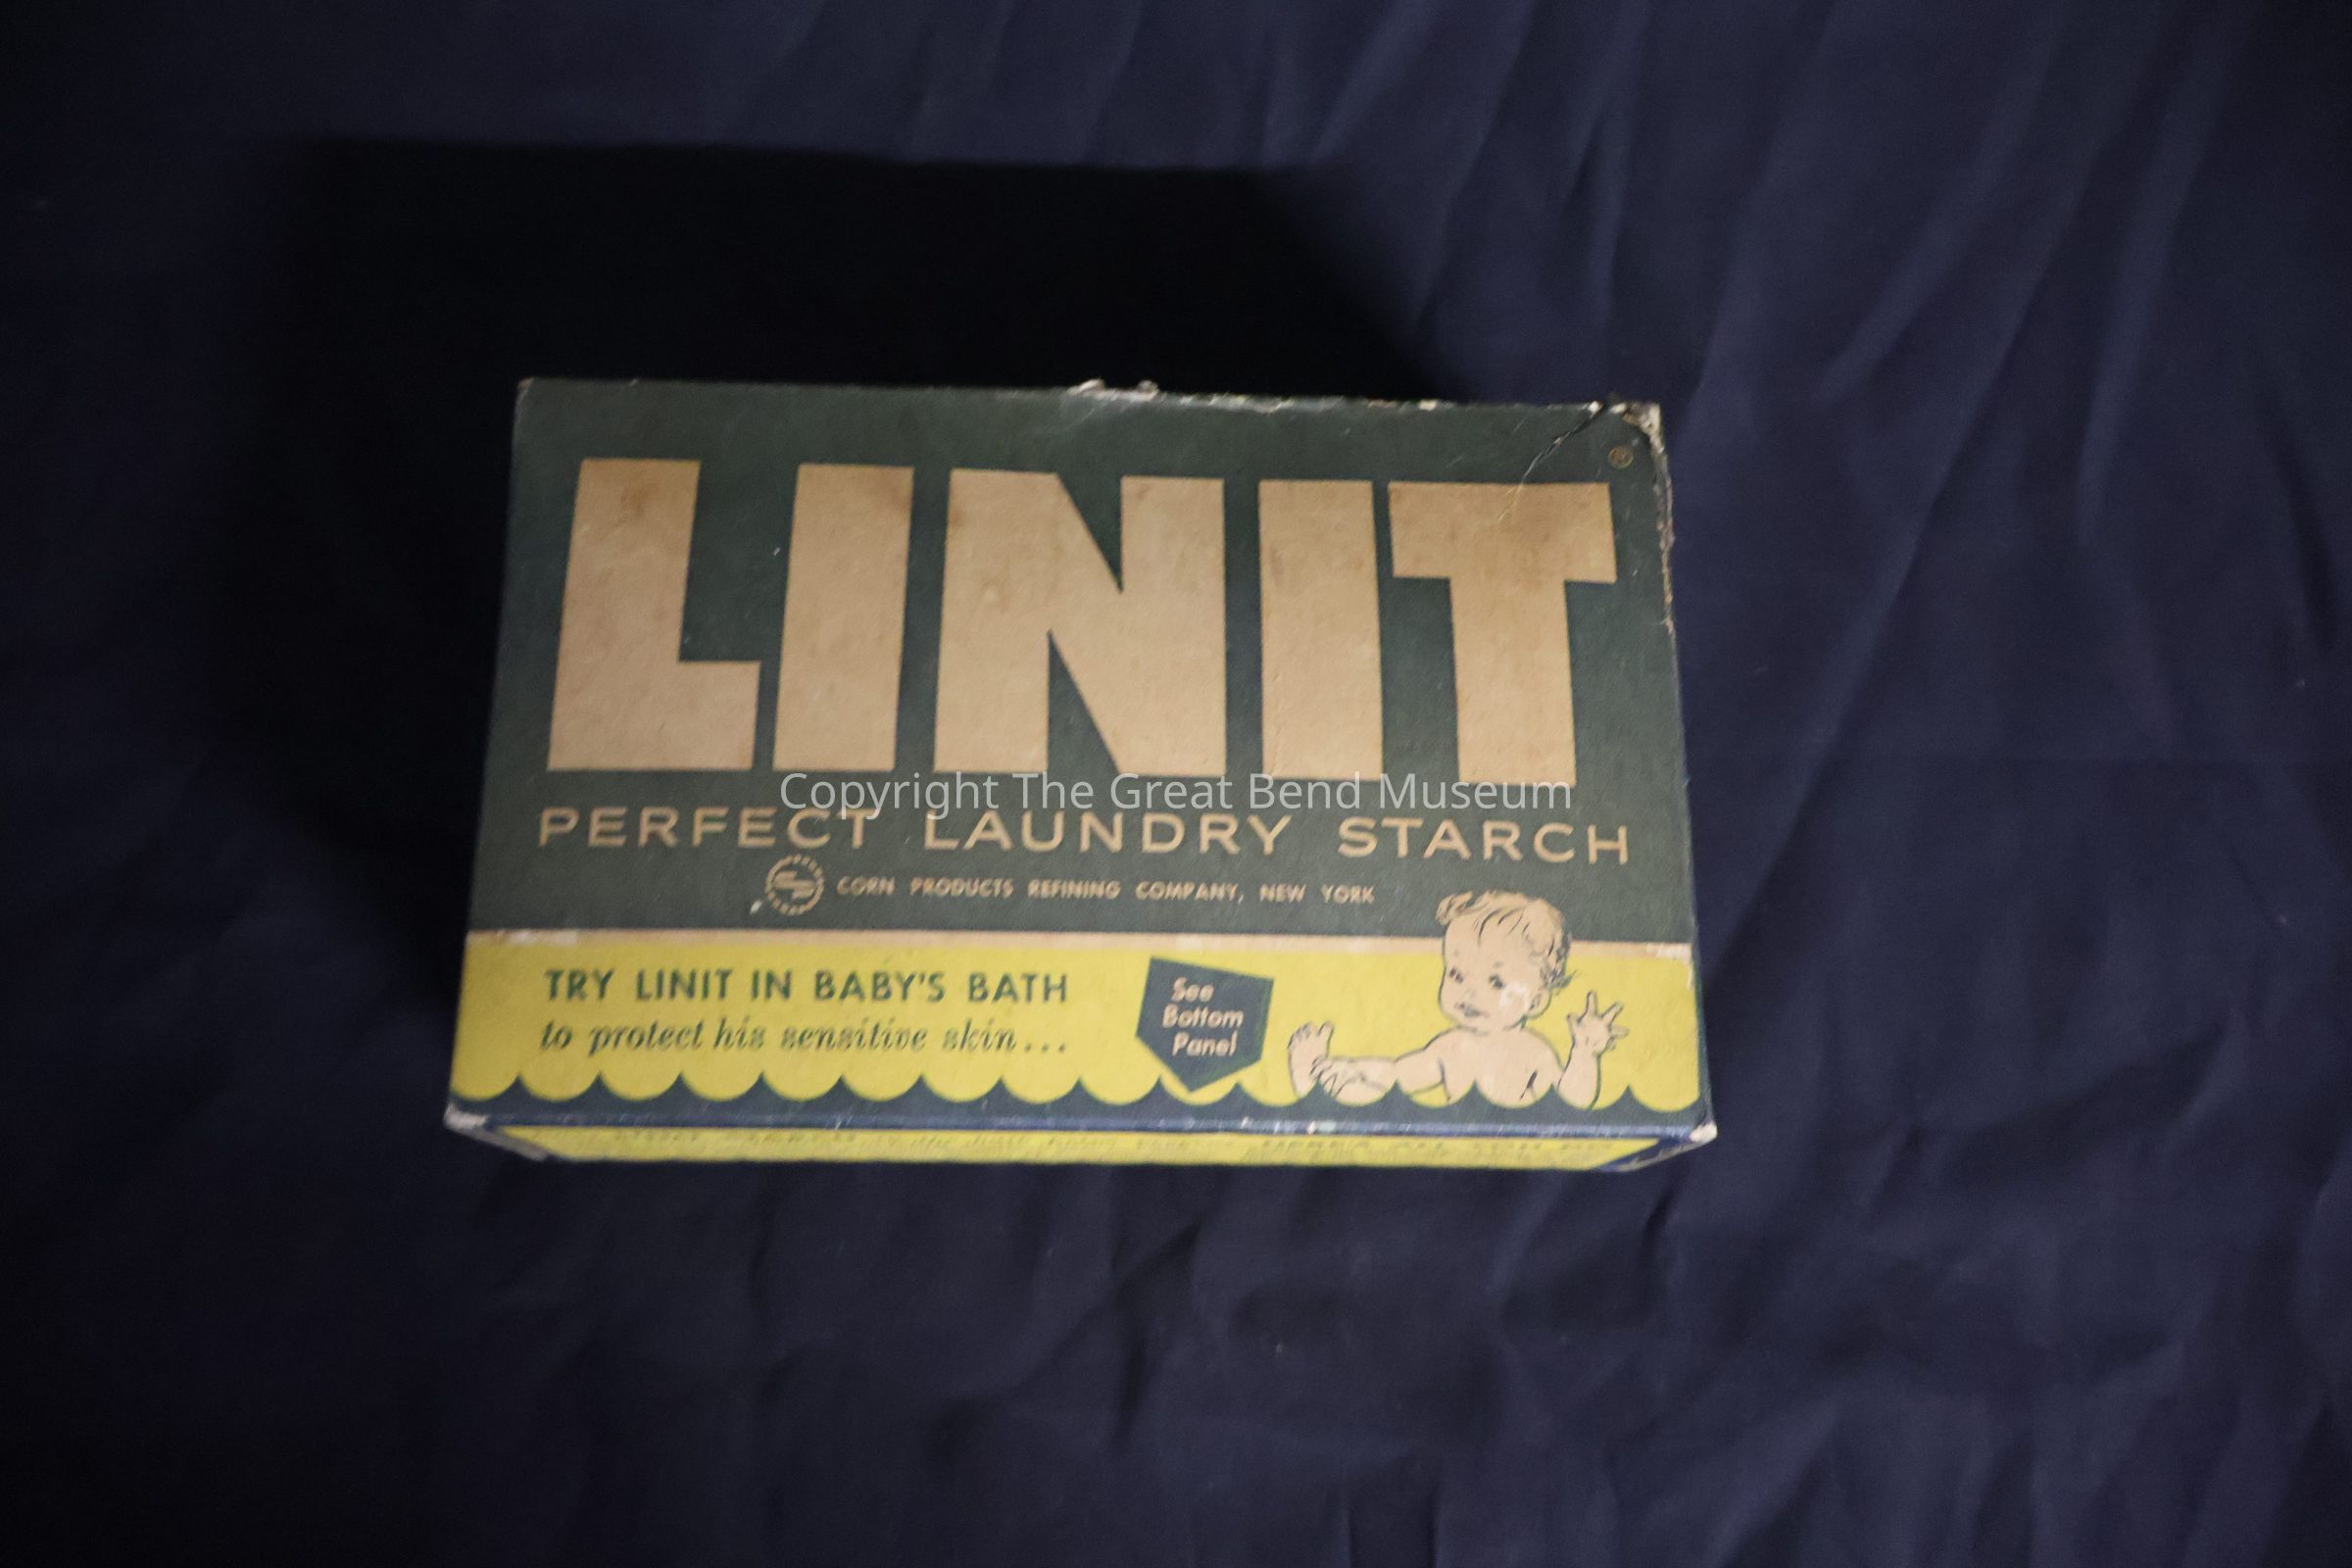 ®
LINIT
Copyright The Great Bend Museum
PERFECT LAUNDRY STARCH
CORN PRODUCTS REFINING COMPANY, NEW YORK
TRY LINIT IN BABY'S BATH
to protect his sensitive skin...
See
Bottom
Panel